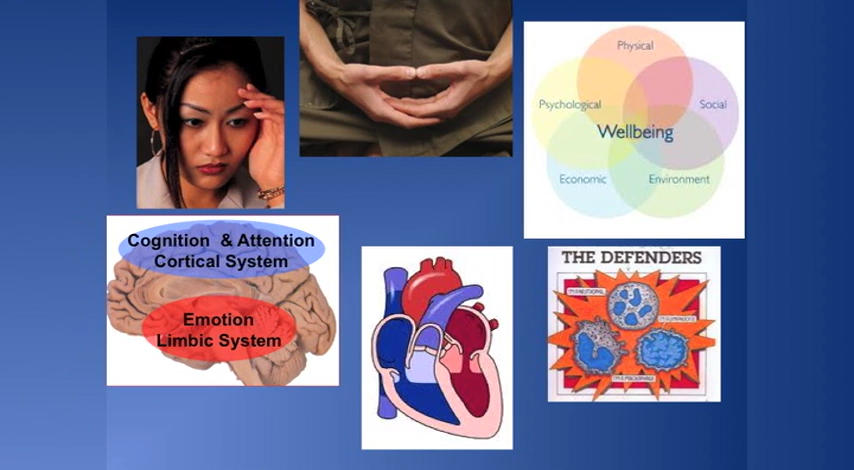 Physical
Psychological
Social
Wellbeing
Economic
Environment
Cognition & Attention
Cortical System
Emotion
Limbic System
THE DEFENDERS